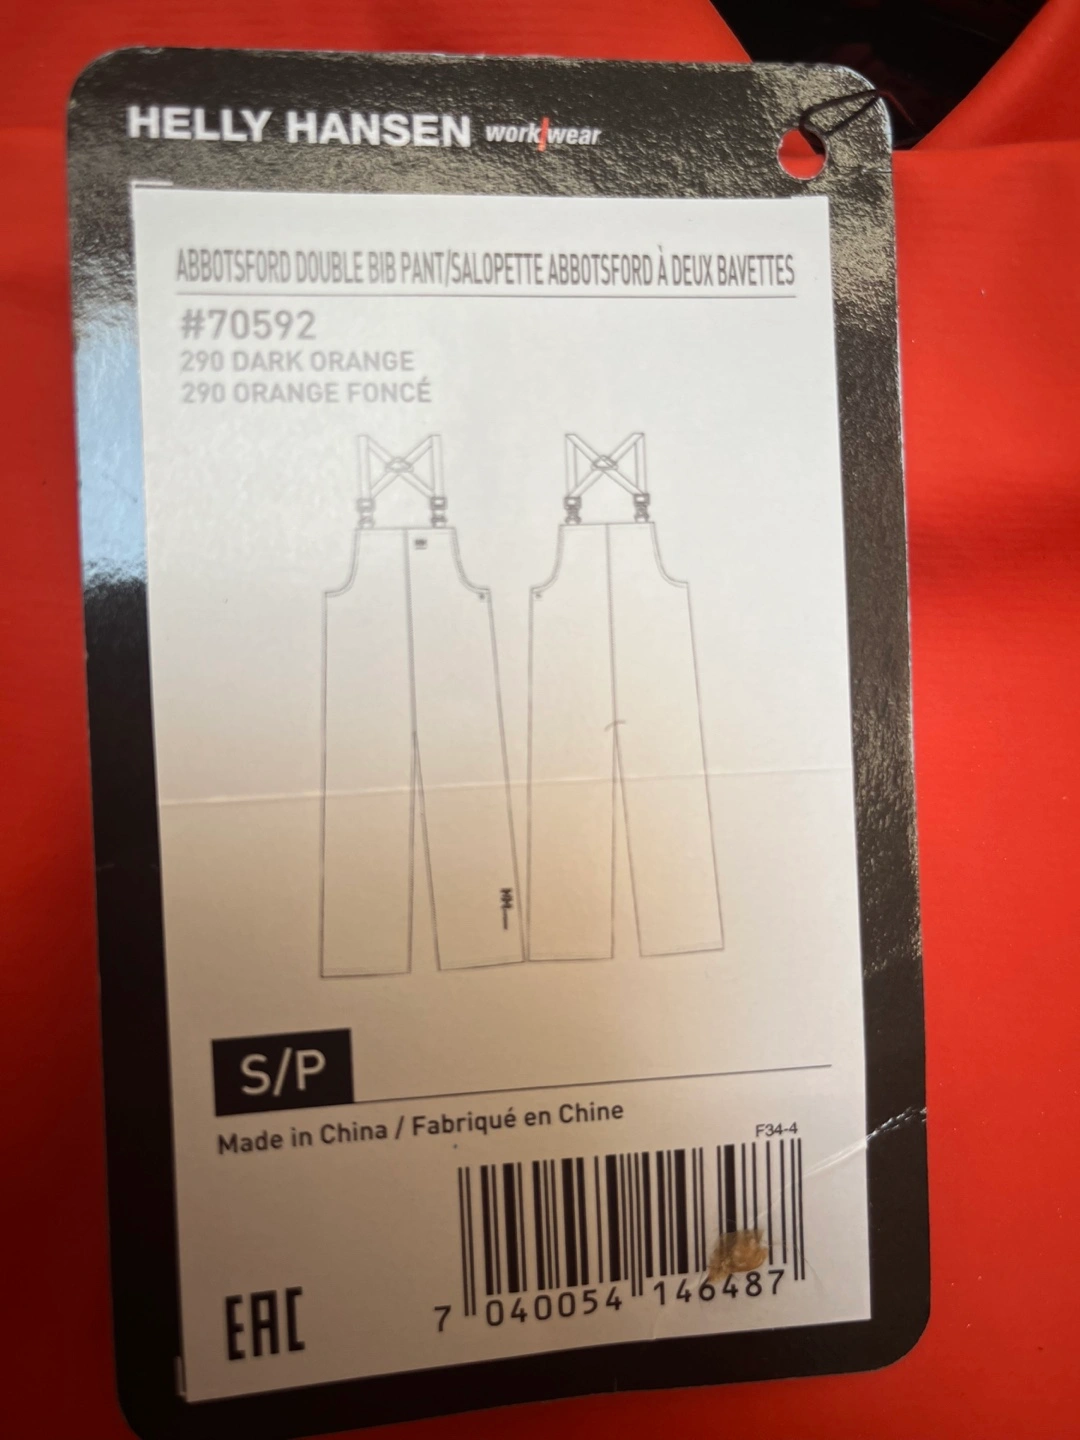 HELLY HANSEN work/wear
ABBOTSFORD DOUBLE BIB PANT/SALOPETTE ABBOTSFORD À DEUX BAVETTES
#70592
290 DARK ORANGE
290 ORANGE FONCÉ
HH
S/P
Made in China / Fabriqué en Chine
F34-4
7 040054 146487
EAC